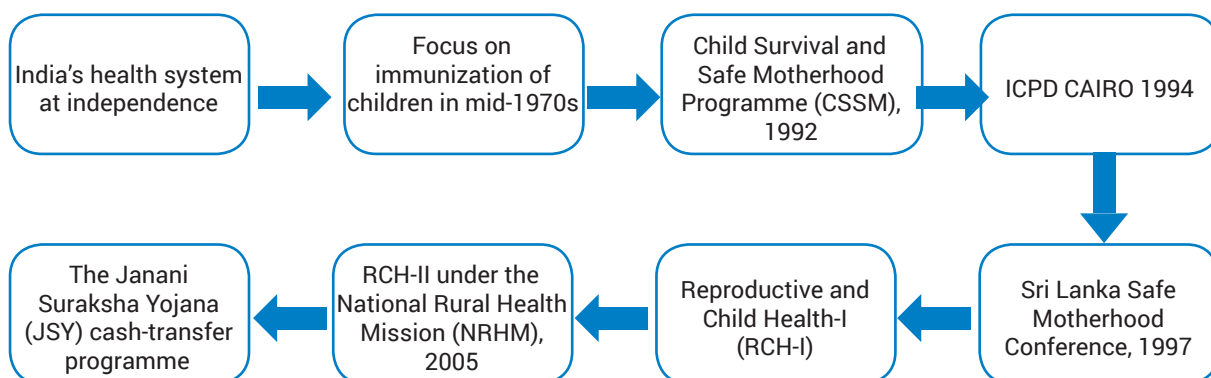 India’s health system
at independence
Focus on
immunization of
children in mid-1970s
Child Survival and
Safe Motherhood
Programme (CSSM),
1992
ICPD CAIRO 1994
Sri Lanka Safe
Motherhood
Conference, 1997
Reproductive and
Child Health-I
(RCH-I)
RCH-II under the
National Rural Health
Mission (NRHM),
2005
The Janani
Suraksha Yojana
(JSY) cash-transfer
programme